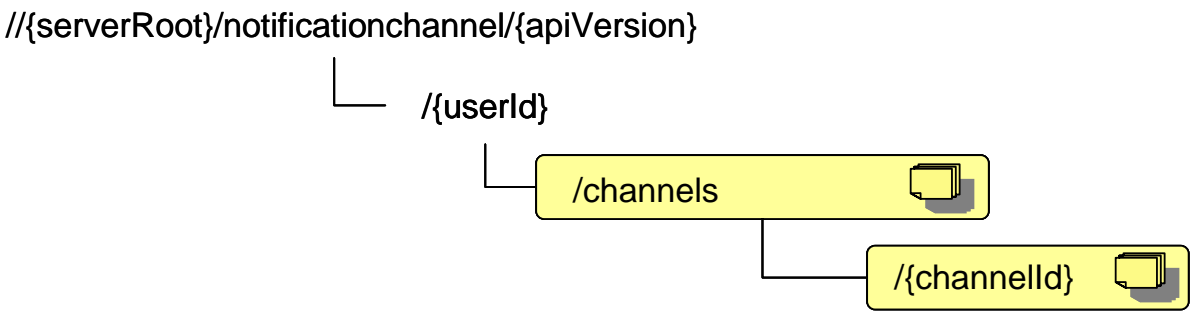 //{serverRoot}/notificationchannel/{apiVersion}
/{userId}
/channels
/{channelId}